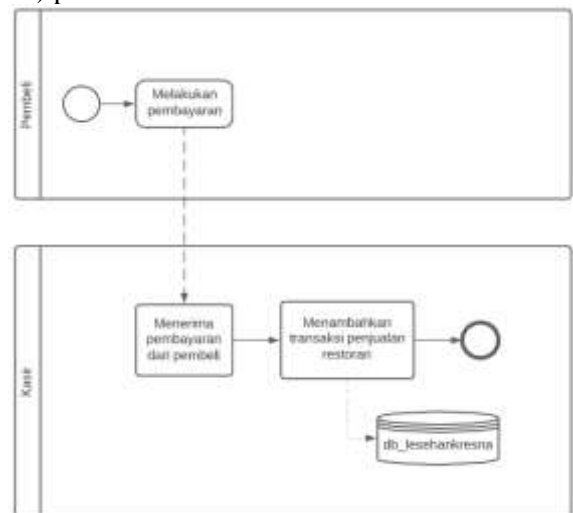 Pembeli
Melakukan
pembayaran
Kasir
Menerima
pembayaran
dari pembeli
Menambahkan
transaksi penjualan
restoran
db_lesehankresna